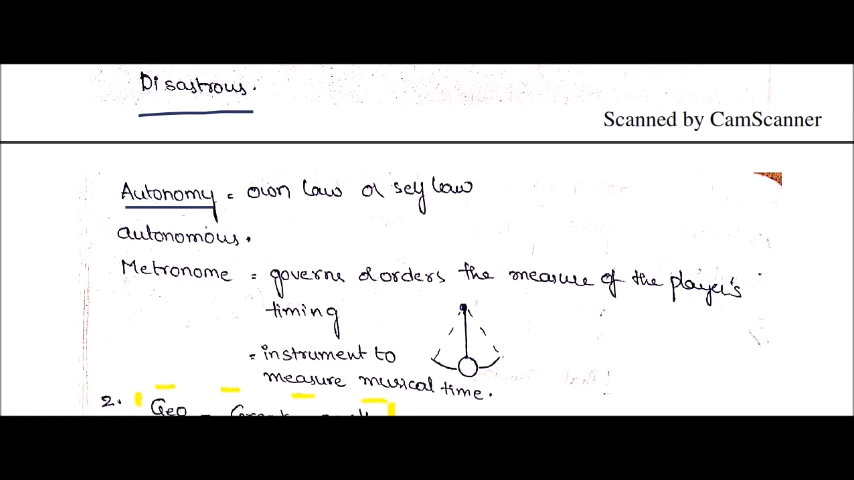 Disastrous.
Scanned by CamScanner
Autonomy = own law or self law
autonomous.
Metronome = governs or orders the measure of the player's
timing
= instrument to
measure musical time.
2. Geo -